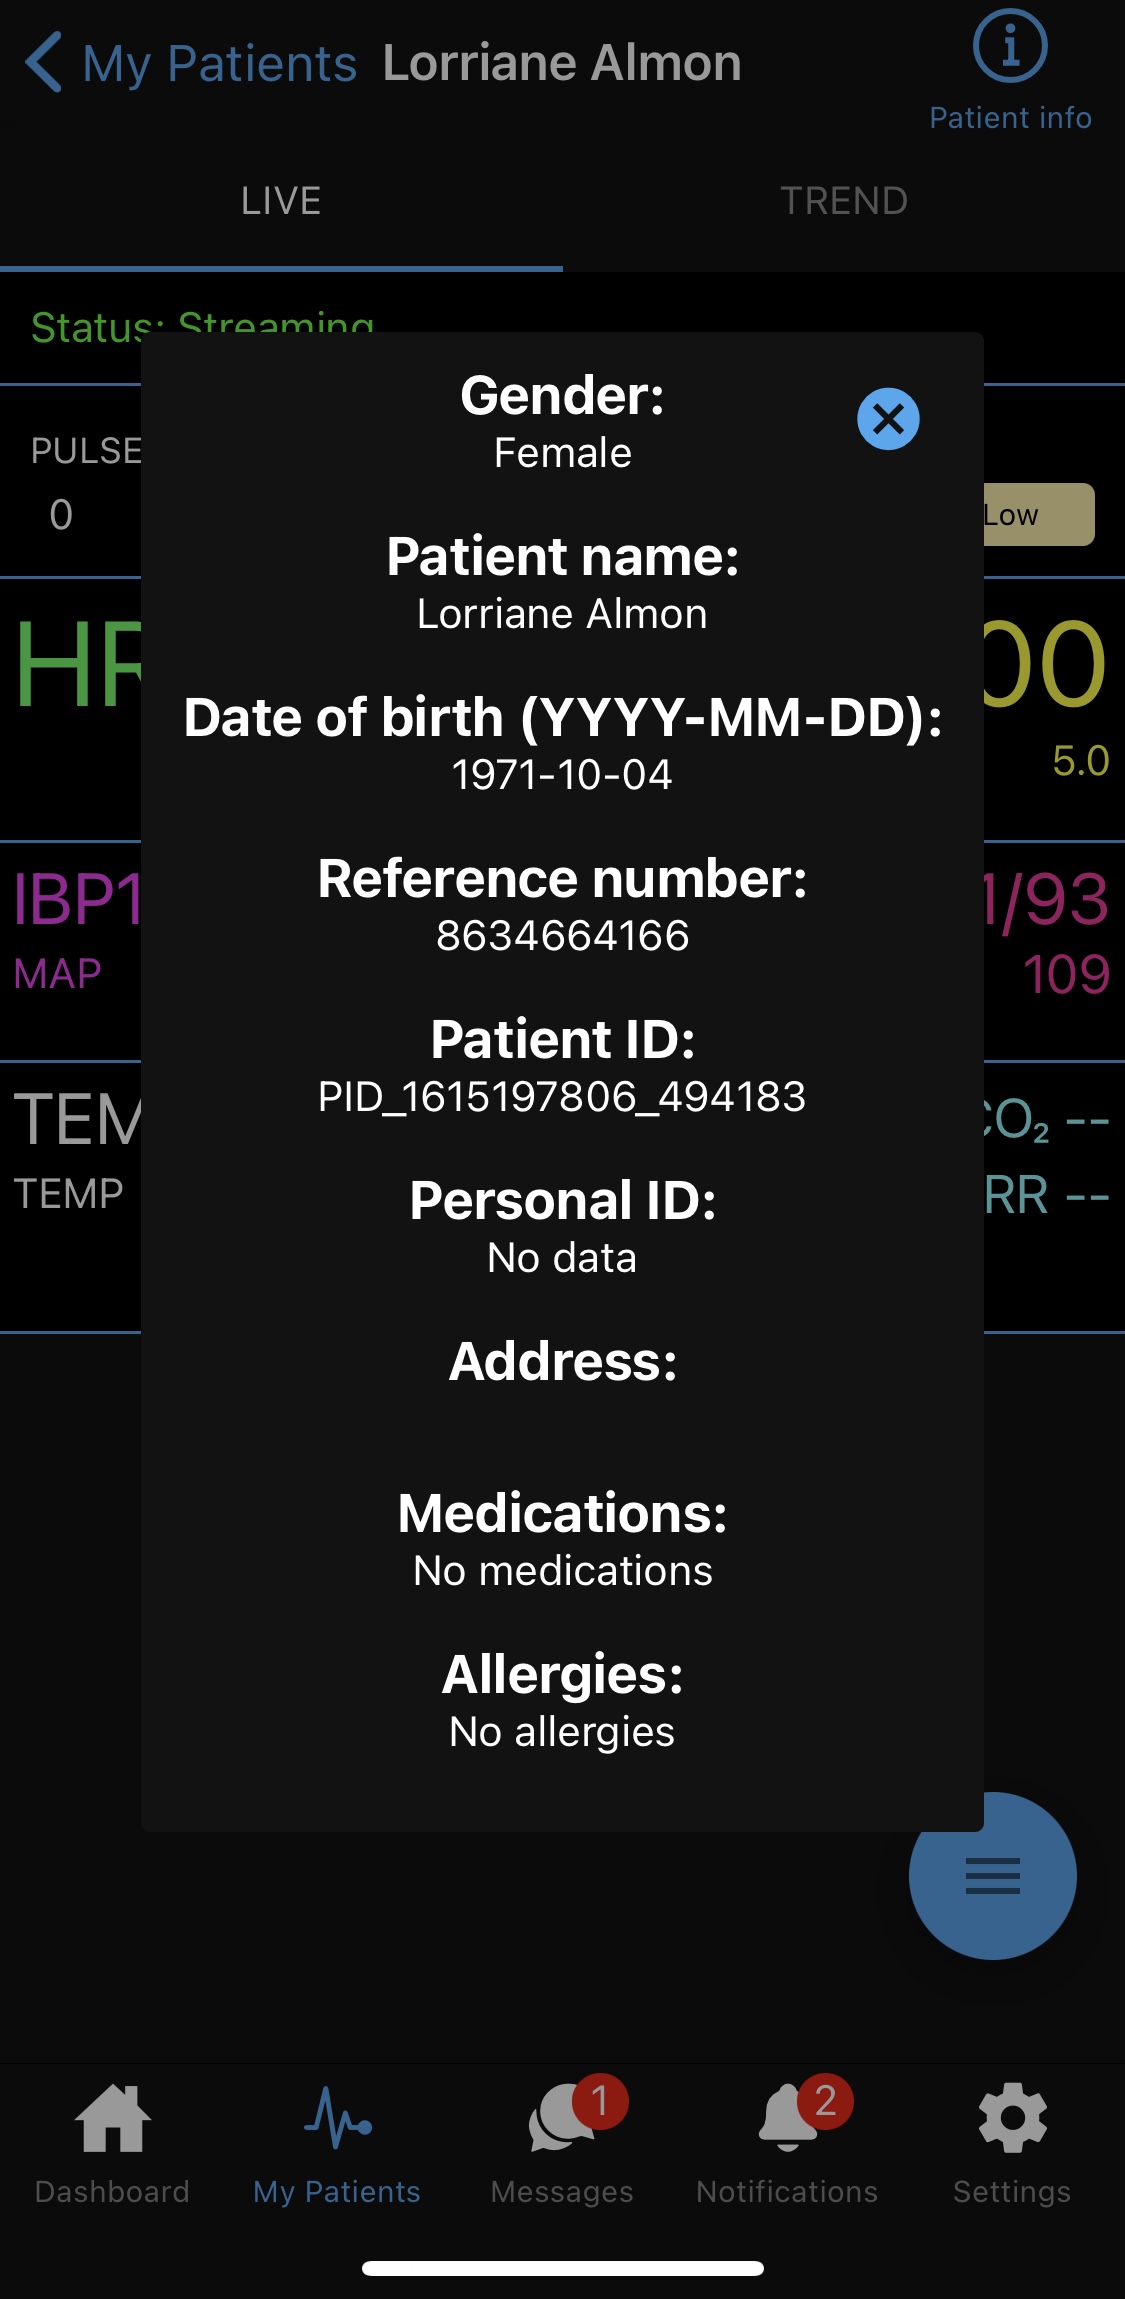 My Patients Lorriane Almon
Patient info
LIVE TREND
Status: Streaming
Gender:
Female
Patient name:
Lorriane Almon
Date of birth (YYYY-MM-DD):
1971-10-04
Reference number:
8634664166
Patient ID:
PID_1615197806_494183
Personal ID:
No data
Address:
Medications:
No medications
Allergies:
No allergies
PULSE
0
Low
HR
00
5.0
IBP1
1/93
MAP
109
TEM
CO₂ --
TEMP
RR --
Dashboard My Patients Messages Notifications Settings
1 2